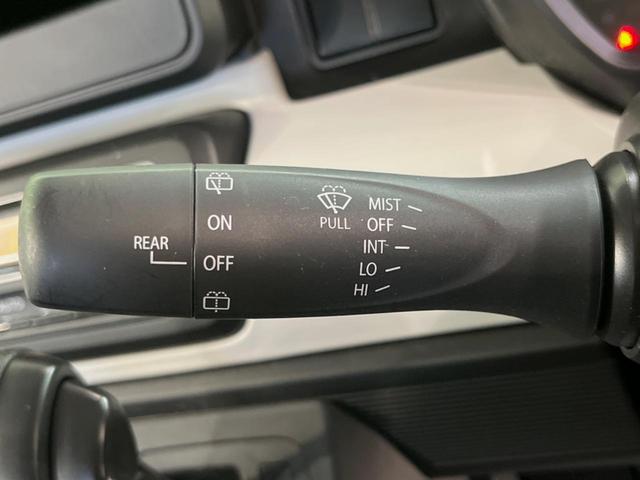 ON
REAR
OFF
PULL
MIST
OFF
INT
LO
HI